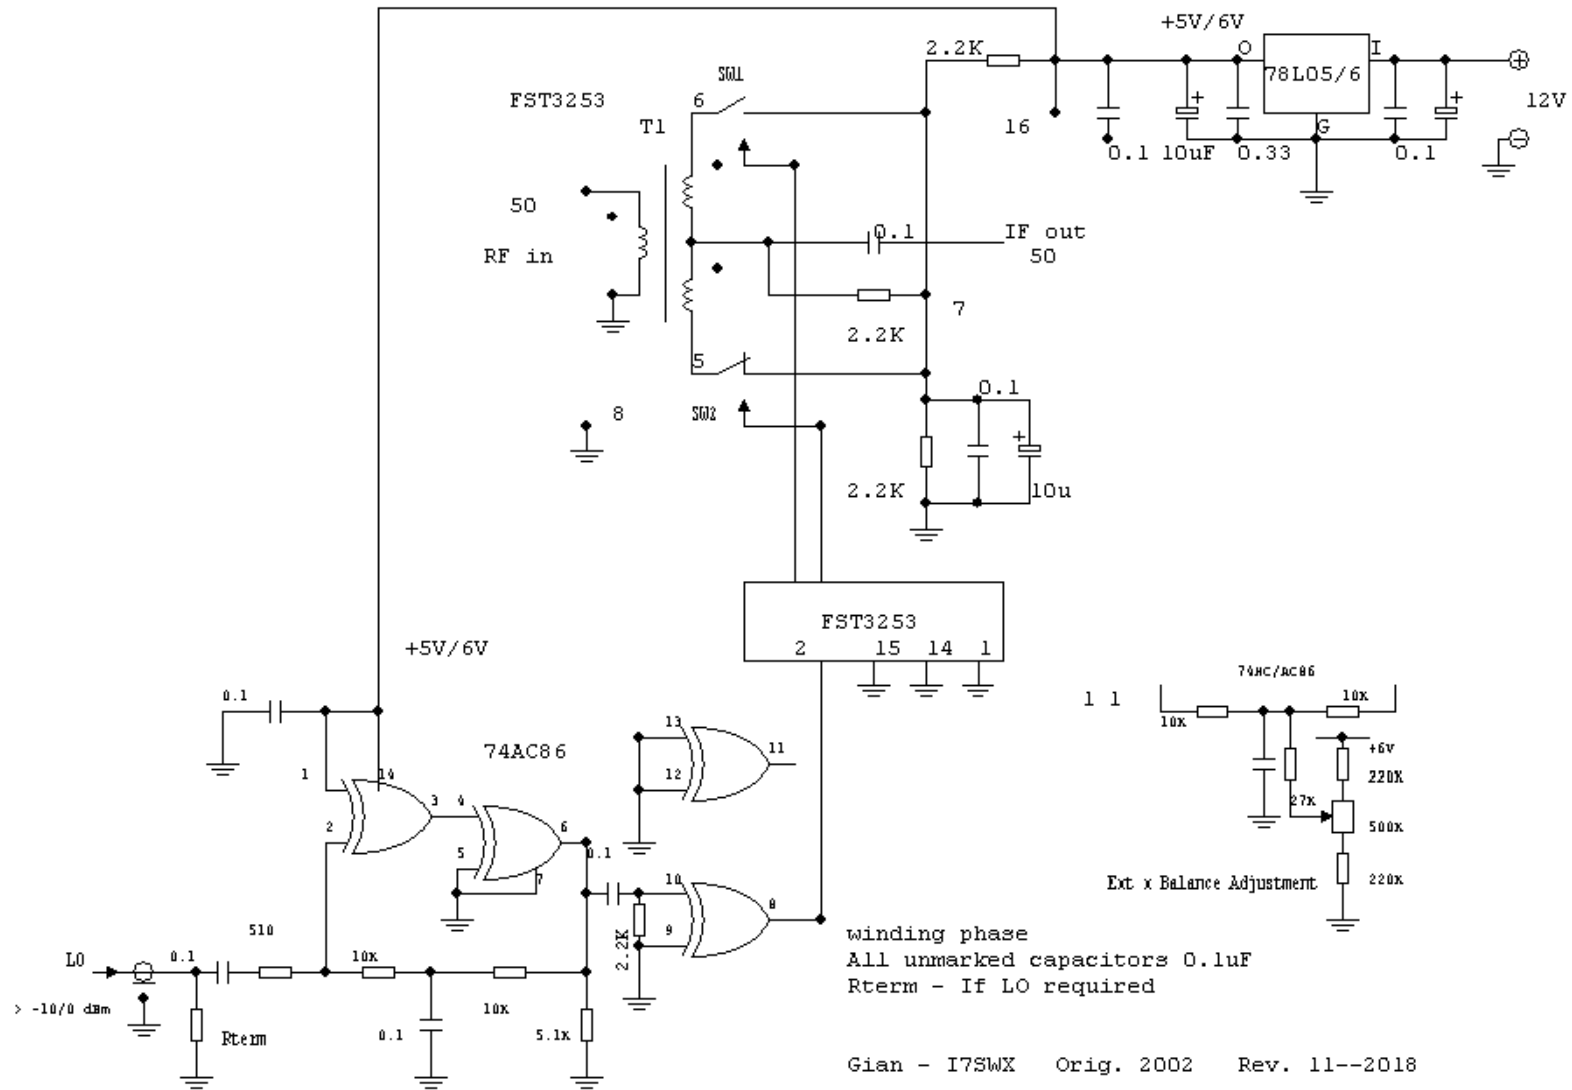 +5V/6V
2.2K
O
I
78L05/6
12V
SW1
FST3253
6
T1
16
+
+
G
0.1
10uF
0.33
0.1
50
0.1
IF out
50
RF in
7
2.2K
5
0.1
8
SW2
+
2.2K
10u
FST3253
2
15
14
1
+5V/6V
74HC/AC86
0.1
1 1
10K
10K
13
11
+6v
74AC86
1
14
12
220K
3
4
27K
2
6
500K
5
0.1
7
10
220K
Ext x Balance Adjustment
8
510
9
winding phase
LO
0.1
10K
2.2K
All unmarked capacitors 0.1uF
Rterm - If LO required
> -10/0 dBm
10K
Rterm
0.1
5.1K
Gian - I7SWX Orig. 2002 Rev. 11--2018